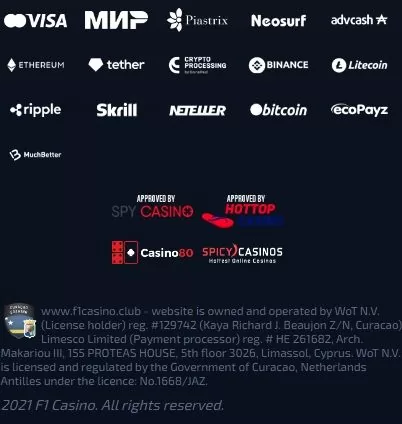 VISA МИР Piastrix Neosurf advcash
ETHEREUM tether CRYPTO PROCESSING BINANCE Litecoin
ripple Skrill NETELLER bitcoin ecoPayz
MuchBetter
APPROVED BY APPROVED BY
SPY CASINO HOTTOP
Casino80 SPICY CASINOS
Hottest Online Casinos
www.f1casino.club - website is owned and operated by WoT N.V.
(License holder) reg. #129742 (Kaya Richard J. Beaujon Z/N, Curacao)
Limesco Limited (Payment processor) reg. # HE 261682, Arch.
Makariou III, 155 PROTEAS HOUSE, 5th floor 3026, Limassol, Cyprus. WoT N.V.
is licensed and regulated by the Government of Curacao, Netherlands
Antilles under the licence: No.1668/JAZ.
2021 F1 Casino. All rights reserved.